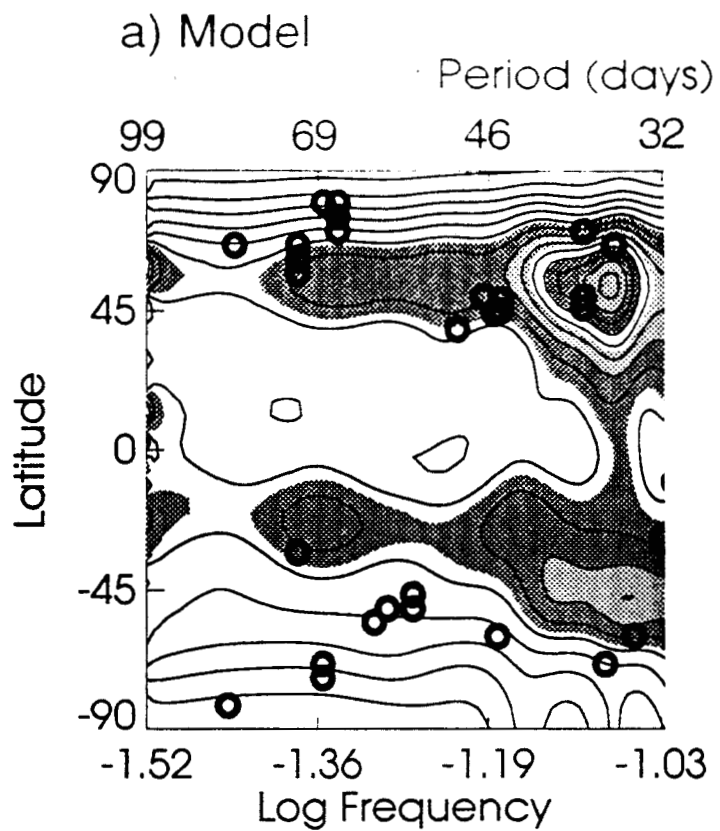 a) Model
Period (days)
99 69 46 32
90
45
0
-45
-90
Latitude
-1.52 -1.36 -1.19 -1.03
Log Frequency